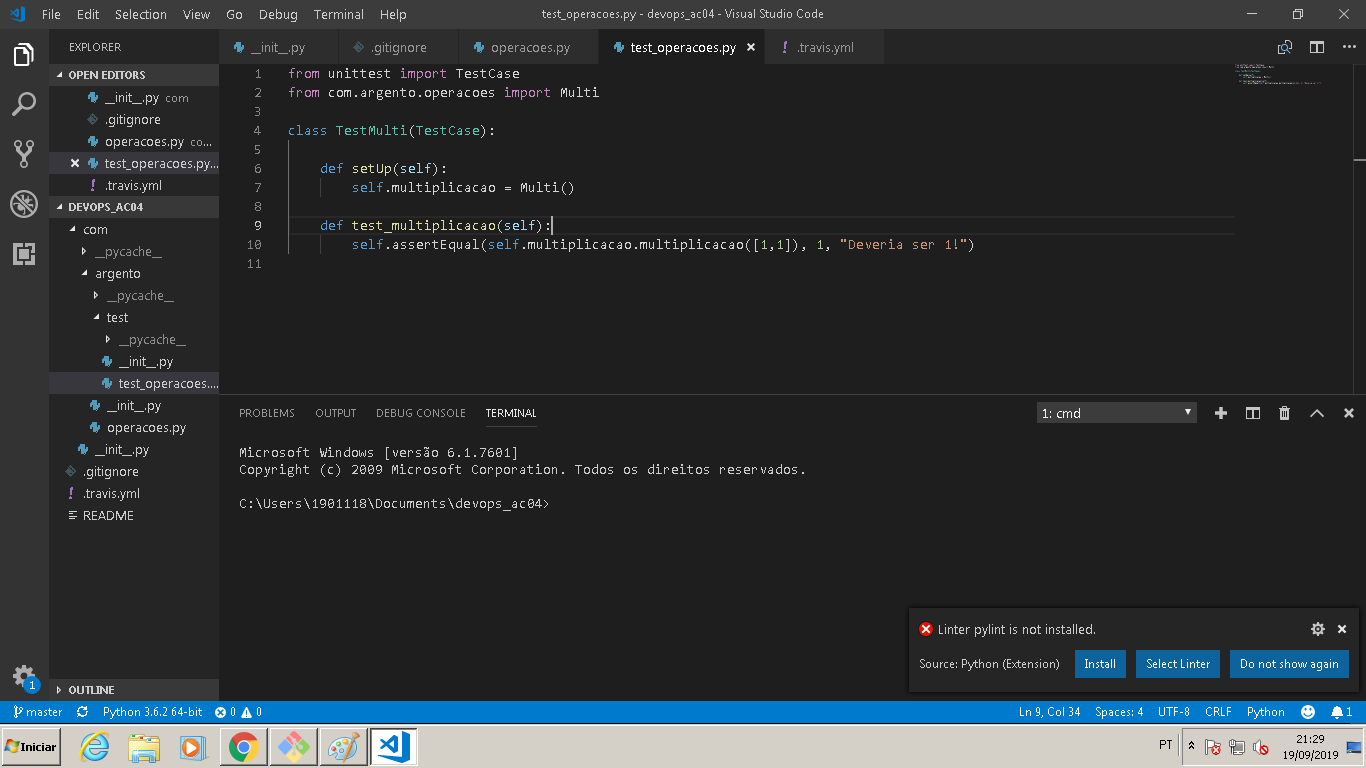 File Edit Selection View Go Debug Terminal Help
test_operacoes.py - devops_ac04 - Visual Studio Code
EXPLORER
OPEN EDITORS
__init__.py com
.gitignore
operacoes.py co...
test_operacoes.py...
.travis.yml
DEVOPS_AC04
com
__pycache__
argento
__pycache__
test
__pycache__
__init__.py
test_operacoes....
__init__.py
operacoes.py
__init__.py
.gitignore
.travis.yml
README
OUTLINE
__init__.py .gitignore operacoes.py test_operacoes.py .travis.yml
1 from unittest import TestCase
2 from com.argento.operacoes import Multi
3
4 class TestMulti(TestCase):
5
6 def setUp(self):
7 self.multiplicacao = Multi()
8
9 def test_multiplicacao(self):
10 self.assertEqual(self.multiplicacao.multiplicacao([1,1]), 1, "Deveria ser 1!")
11
PROBLEMS OUTPUT DEBUG CONSOLE TERMINAL 1: cmd
Microsoft Windows [versão 6.1.7601]
Copyright (c) 2009 Microsoft Corporation. Todos os direitos reservados.
C:\Users\1901118\Documents\devops_ac04>
Linter pylint is not installed.
Source: Python (Extension) Install Select Linter Do not show again
1
master Python 3.6.2 64-bit 0 0 Ln 9, Col 34 Spaces: 4 UTF-8 CRLF Python 1
Iniciar PT 21:29
19/09/2019